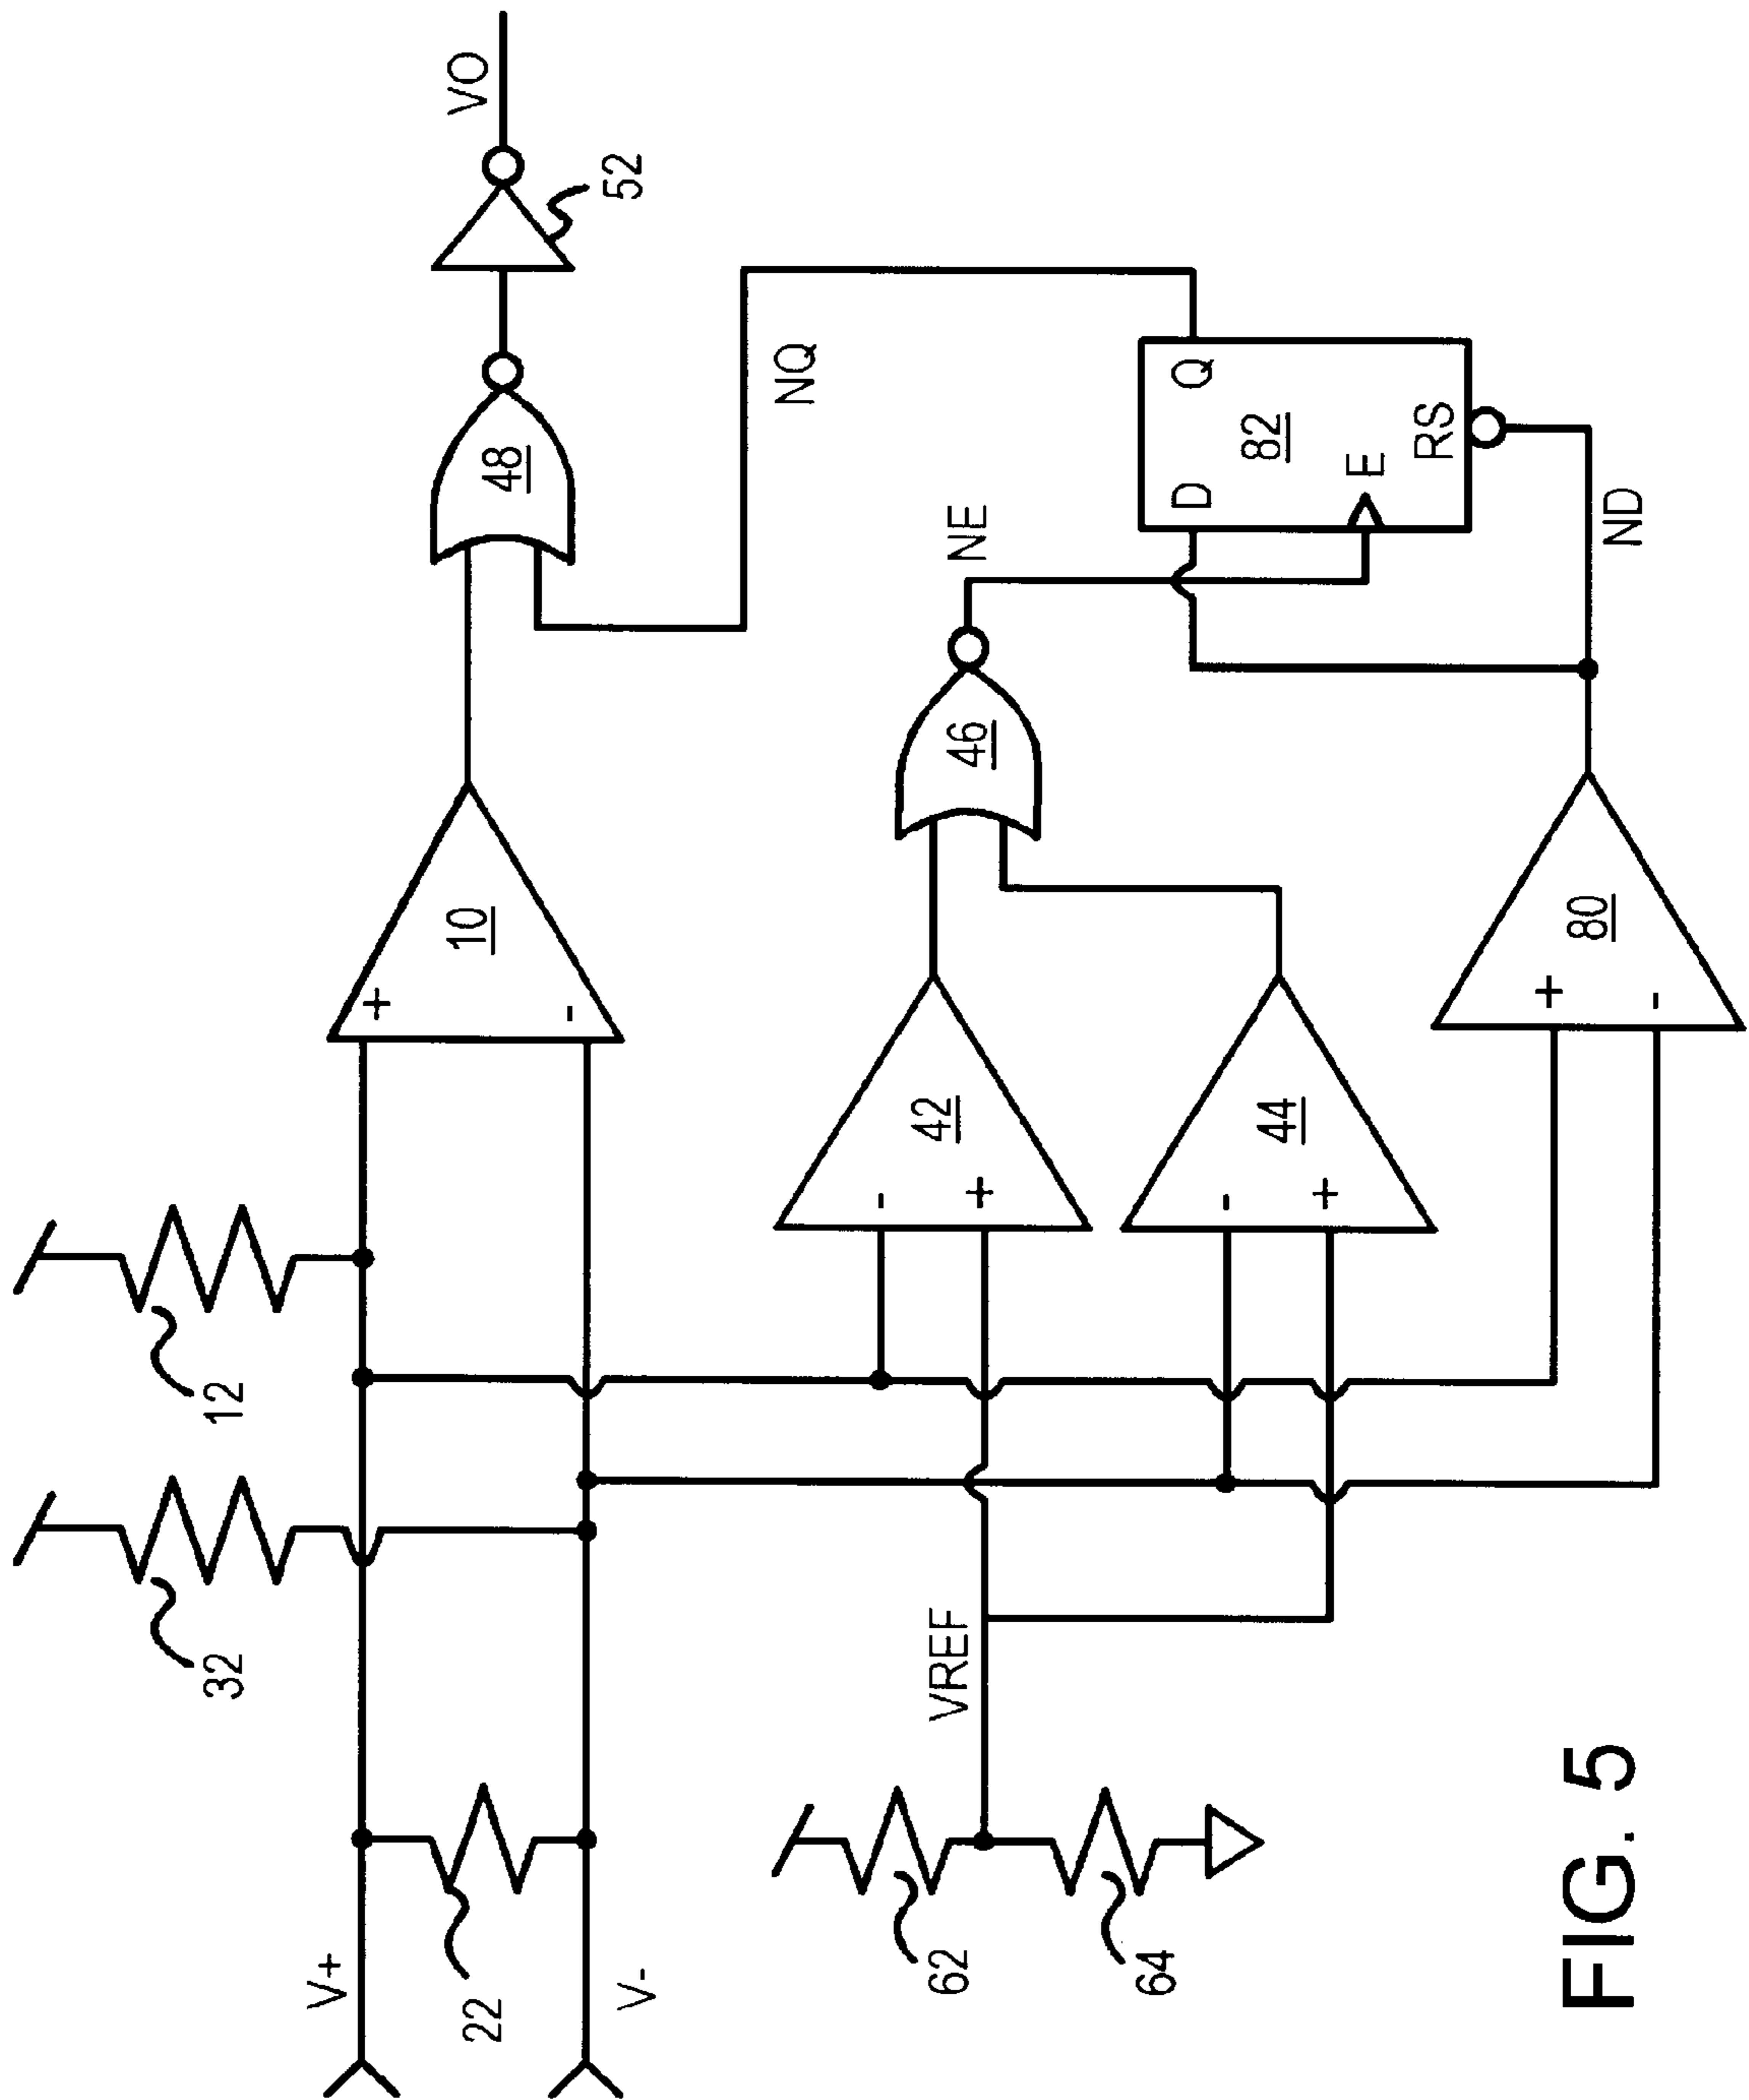 V+
V-
22
32
12
10
48
52
VO
NQ
VREF
62
64
-
+
42
-
+
44
+
-
46
NE
+
-
80
D
Q
82
E
RS
ND
FIG. 5